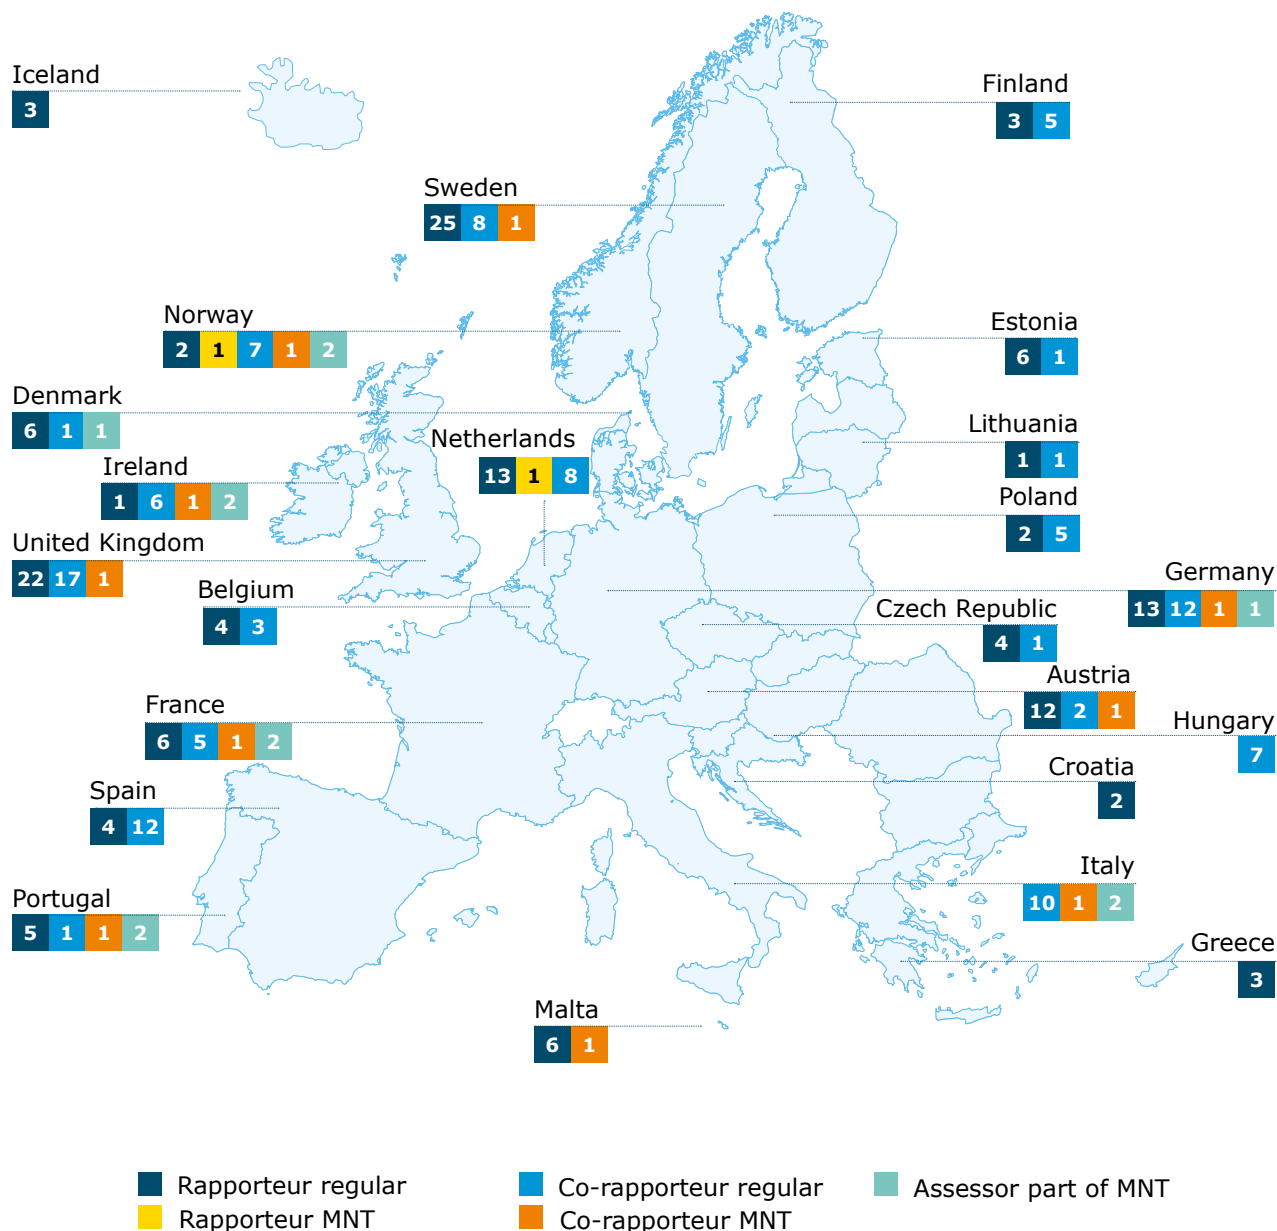 Iceland
3
Finland
3 5
Sweden
25 8 1
Norway
2 1 7 1 2
Estonia
6 1
Denmark
6 1 1
Netherlands
13 1 8
Lithuania
1 1
Ireland
1 6 1 2
Poland
2 5
United Kingdom
22 17 1
Germany
13 12 1 1
Belgium
4 3
Czech Republic
4 1
Austria
12 2 1
France
6 5 1 2
Hungary
7
Croatia
2
Spain
4 12
Italy
10 1 2
Portugal
5 1 1 2
Greece
3
Malta
6 1
Rapporteur regular
Co-rapporteur regular
Assessor part of MNT
Rapporteur MNT
Co-rapporteur MNT